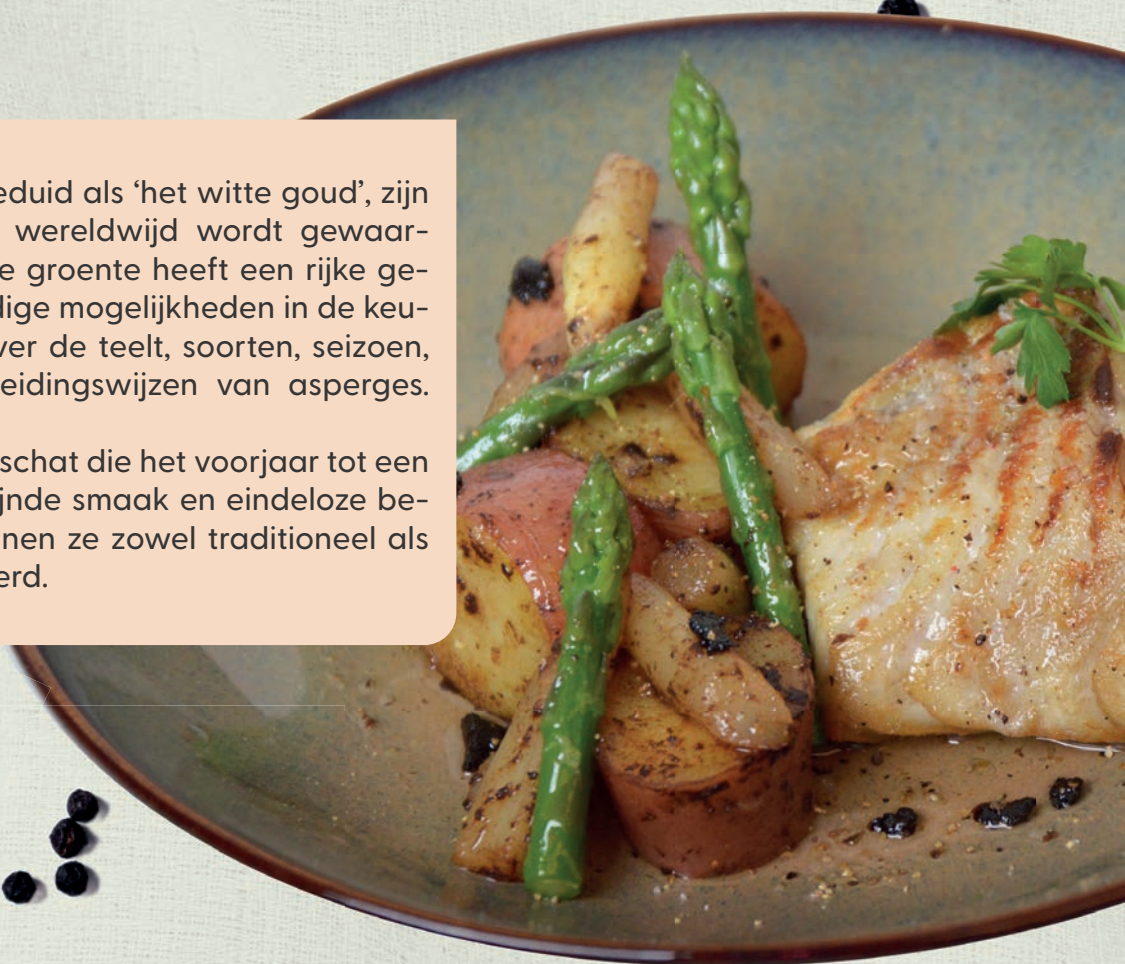 eduid als ‘het witte goud’, zijn
wereldwijd wordt gewaar-
e groente heeft een rijke ge-
dige mogelijkheden in de keu-
ver de teelt, soorten, seizoen,
eidingswijzen van asperges.
schat die het voorjaar tot een
ijnde smaak en eindeloze be-
nen ze zowel traditioneel als
erd.